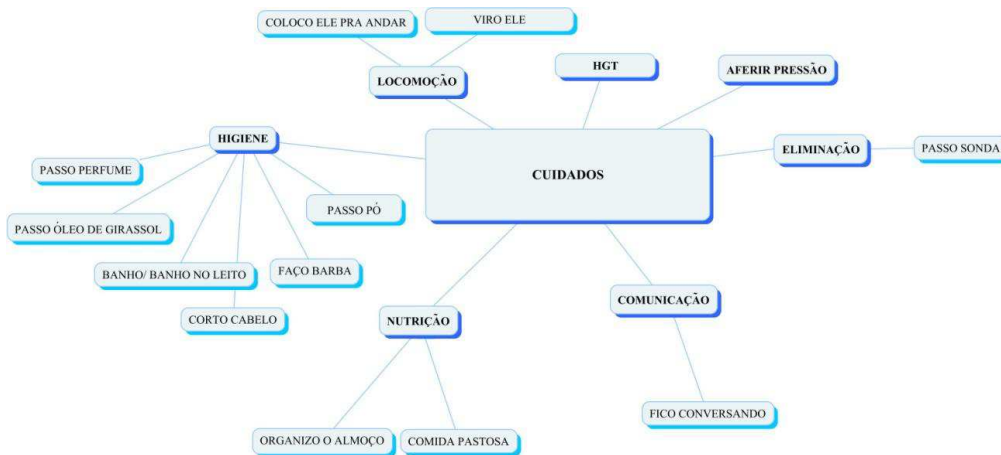 COLOCO ELE PRA ANDAR
VIRO ELE
LOCOMOÇÃO
HGT
AFERIR PRESSÃO
HIGIENE
ELIMINAÇÃO
PASSO SONDA
CUIDADOS
PASSO PERFUME
PASSO PÓ
PASSO ÓLEO DE GIRASSOL
BANHO/ BANHO NO LEITO
FAÇO BARBA
COMUNICAÇÃO
CORTO CABELO
NUTRIÇÃO
FICO CONVERSANDO
ORGANIZO O ALMOÇO
COMIDA PASTOSA